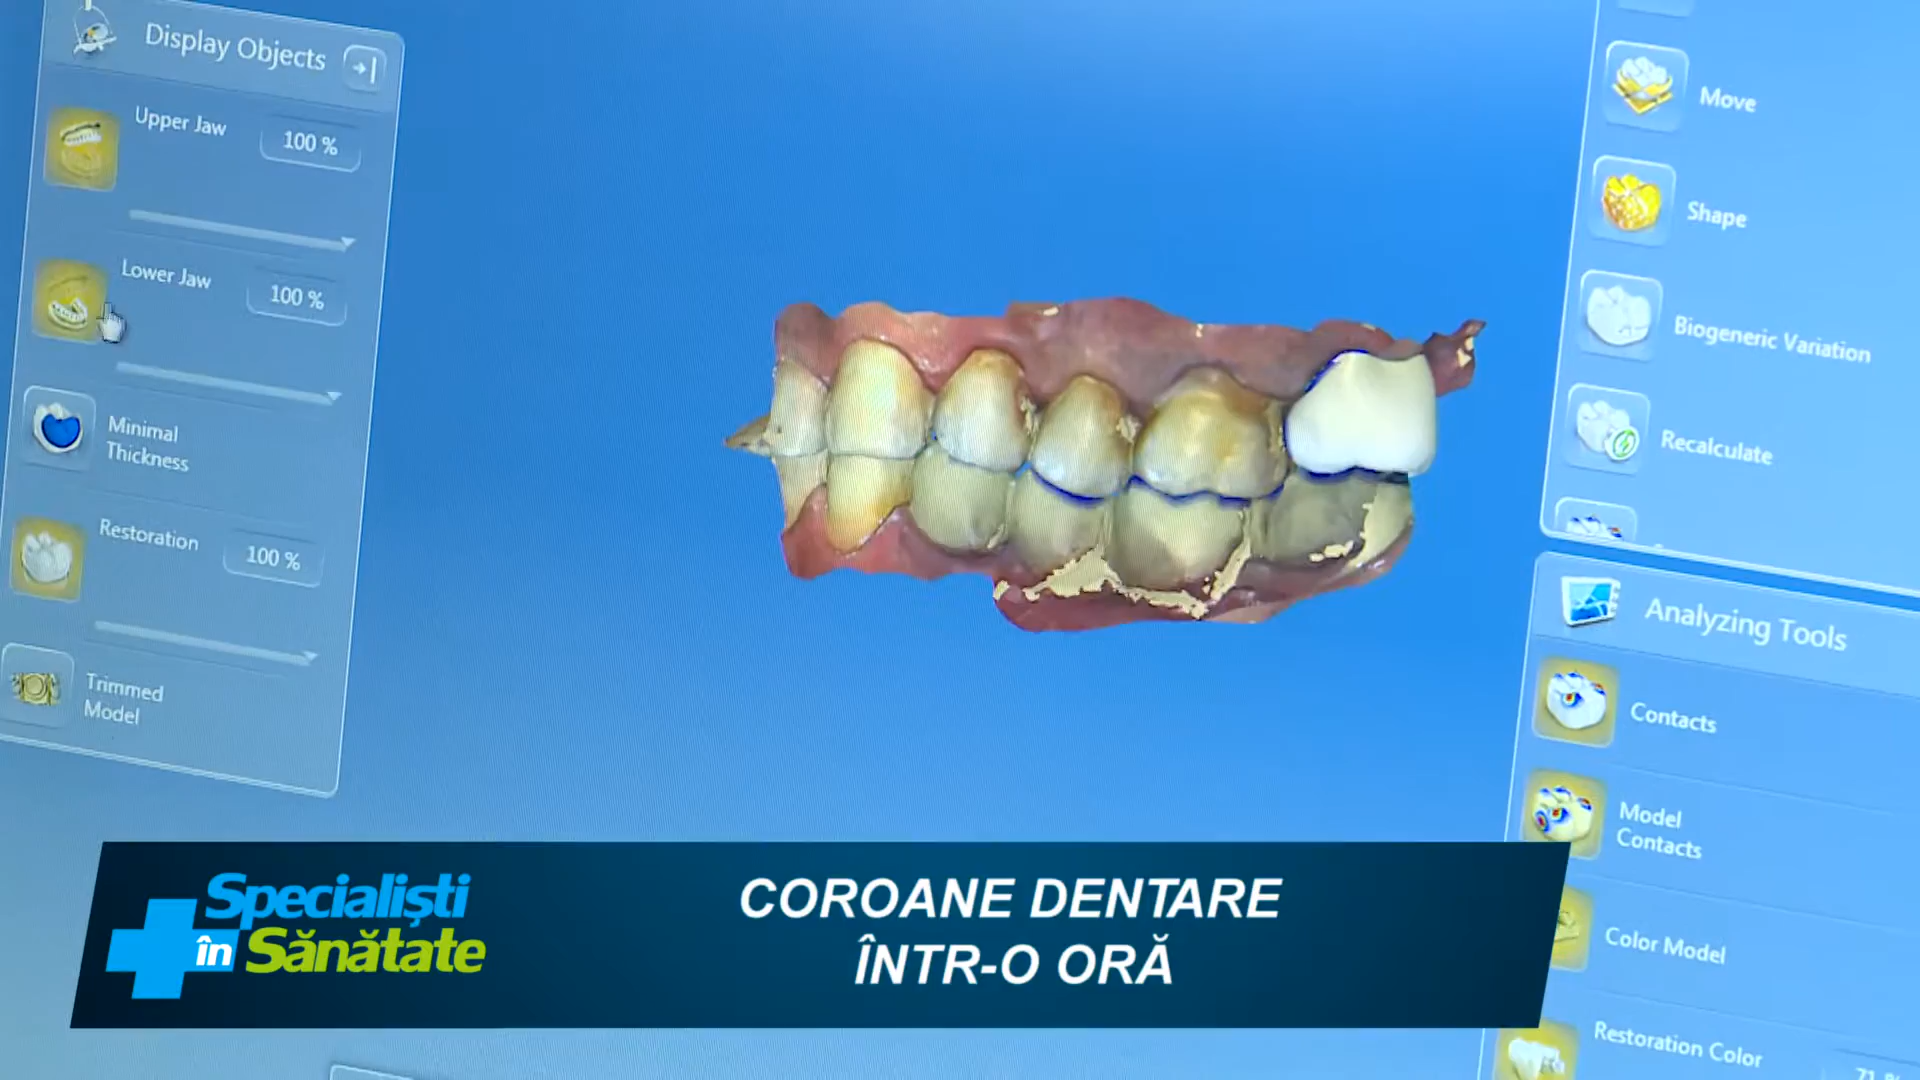 Display Objects
Upper Jaw
100 %
Lower Jaw
100 %
Minimal
Thickness
Restoration
100 %
Trimmed
Model
Move
Shape
Biogeneric Variation
Recalculate
Analyzing Tools
Contacts
Model
Contacts
Color Model
Restoration Color
Specialiști
în Sănătate
COROANE DENTARE
ÎNTR-O ORĂ